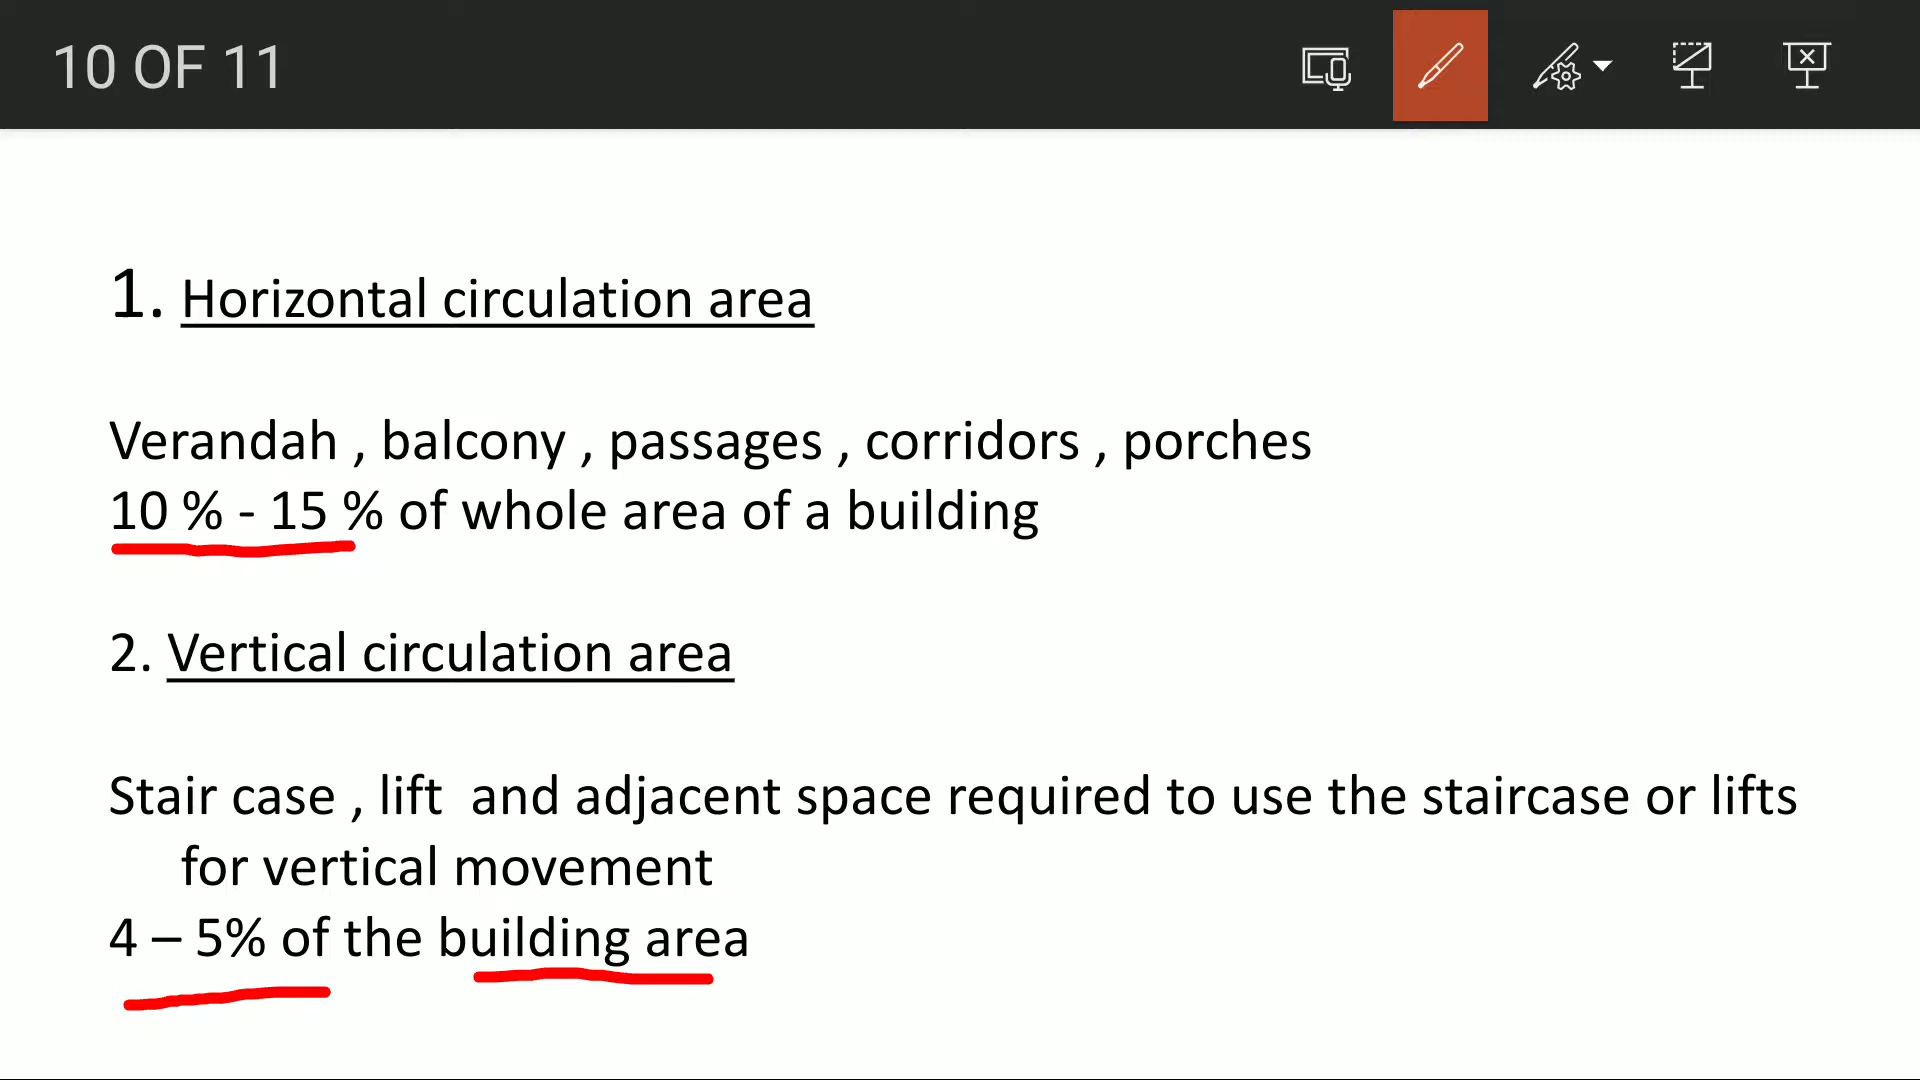 10 OF 11
1. Horizontal circulation area
Verandah , balcony , passages , corridors , porches
10 % - 15 % of whole area of a building
2. Vertical circulation area
Stair case , lift  and adjacent space required to use the staircase or lifts
for vertical movement
4 – 5% of the building area